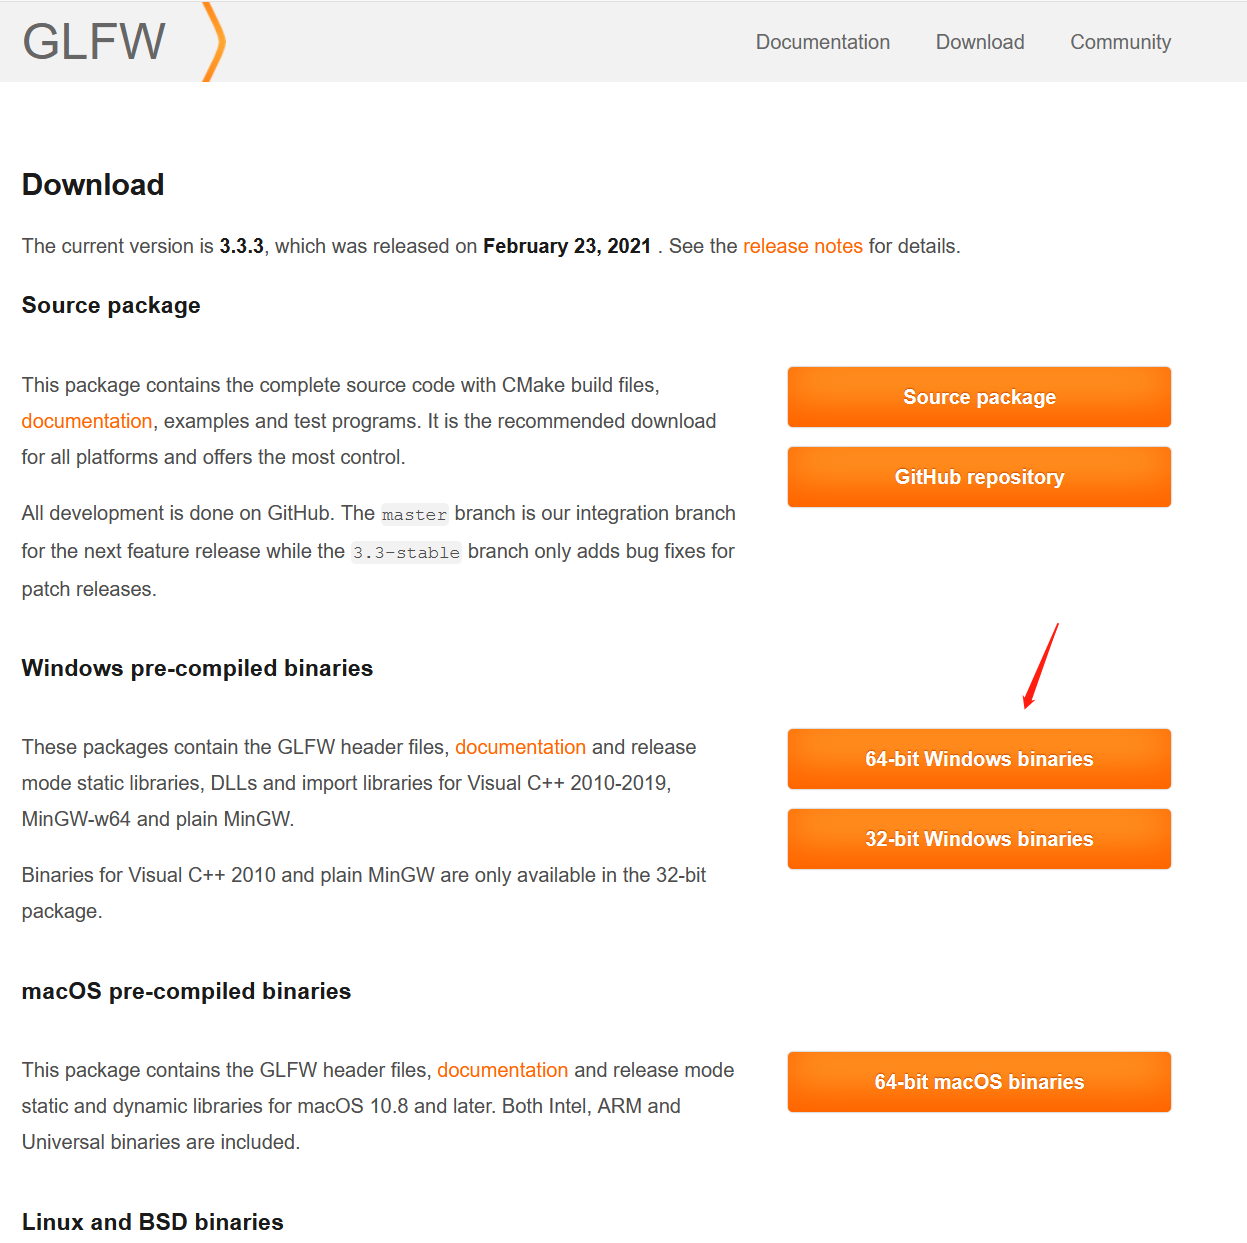 GLFW
Documentation Download Community
Download
The current version is 3.3.3, which was released on February 23, 2021 . See the release notes for details.
Source package
This package contains the complete source code with CMake build files,
documentation, examples and test programs. It is the recommended download
for all platforms and offers the most control.
Source package
GitHub repository
All development is done on GitHub. The master branch is our integration branch
for the next feature release while the 3.3-stable branch only adds bug fixes for
patch releases.
Windows pre-compiled binaries
These packages contain the GLFW header files, documentation and release
mode static libraries, DLLs and import libraries for Visual C++ 2010-2019,
MinGW-w64 and plain MinGW.
64-bit Windows binaries
32-bit Windows binaries
Binaries for Visual C++ 2010 and plain MinGW are only available in the 32-bit
package.
macOS pre-compiled binaries
This package contains the GLFW header files, documentation and release mode
static and dynamic libraries for macOS 10.8 and later. Both Intel, ARM and
Universal binaries are included.
64-bit macOS binaries
Linux and BSD binaries